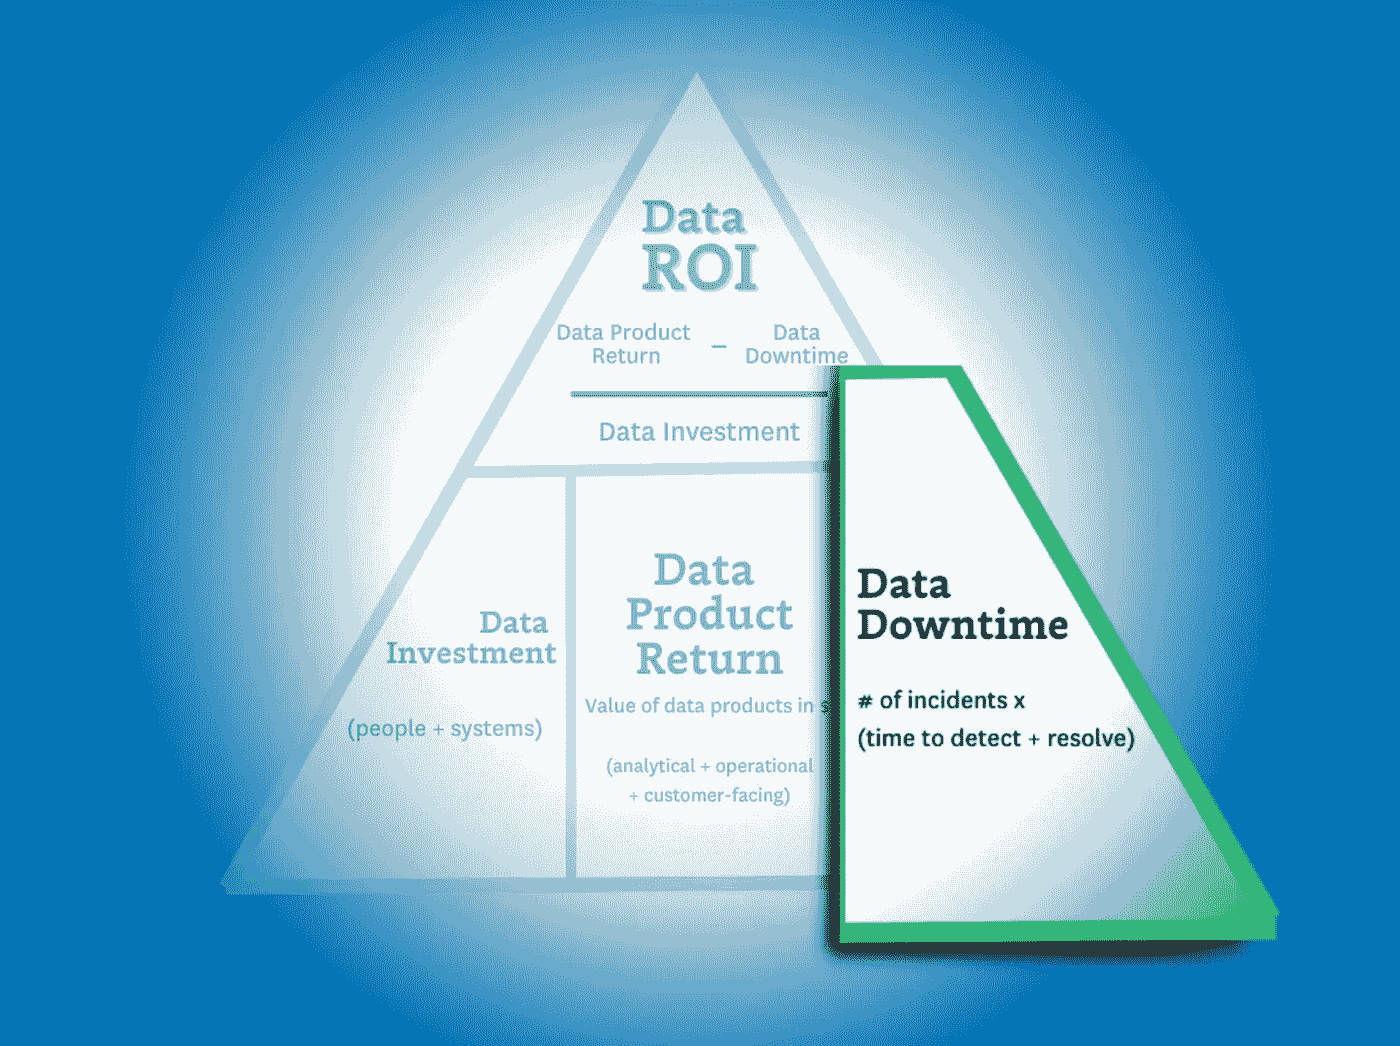 Data
ROI
Data Product
Return
–
Data
Downtime
Data Investment
Data
Investment
(people + systems)
Data
Product
Return
Value of data products in
(analytical + operational
+ customer-facing)
Data
Downtime
# of incidents x
(time to detect + resolve)